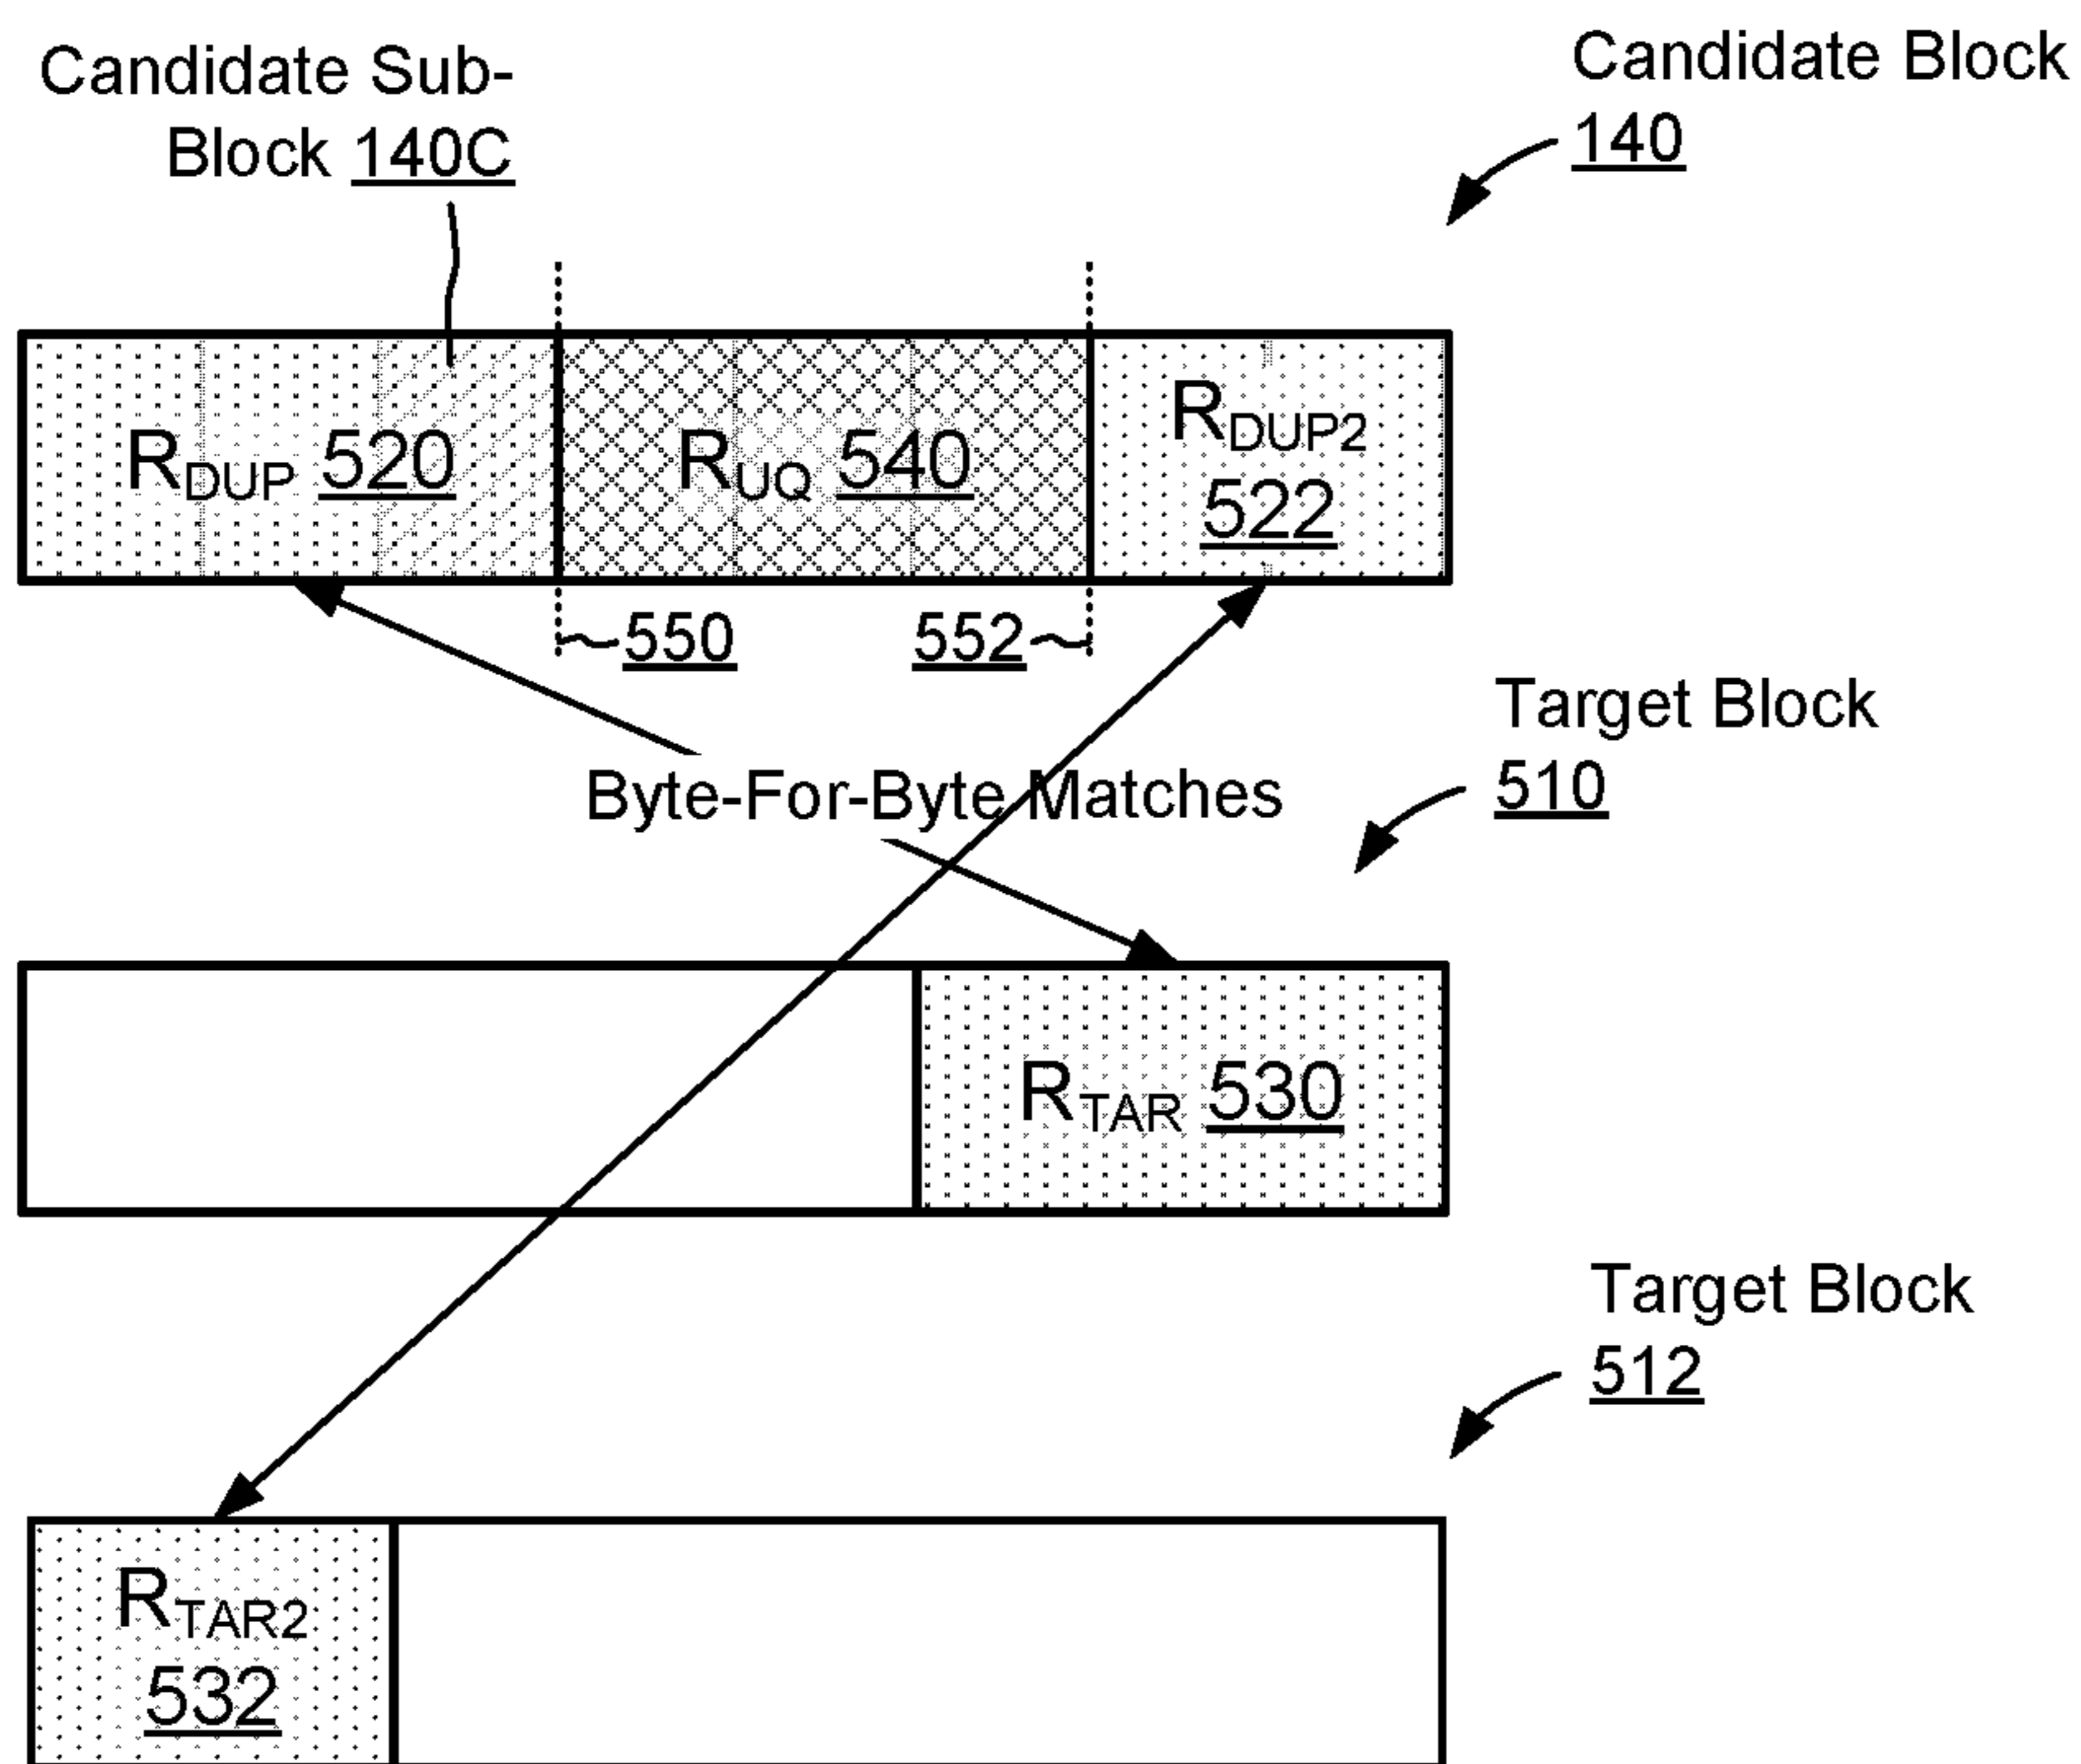 Candidate Sub-
Block 140C
Candidate Block
140
RDUP 520
RUQ 540
RDUP2
522
550
552
Target Block
510
Byte-For-Byte Matches
RTAR 530
Target Block
512
RTAR2
532